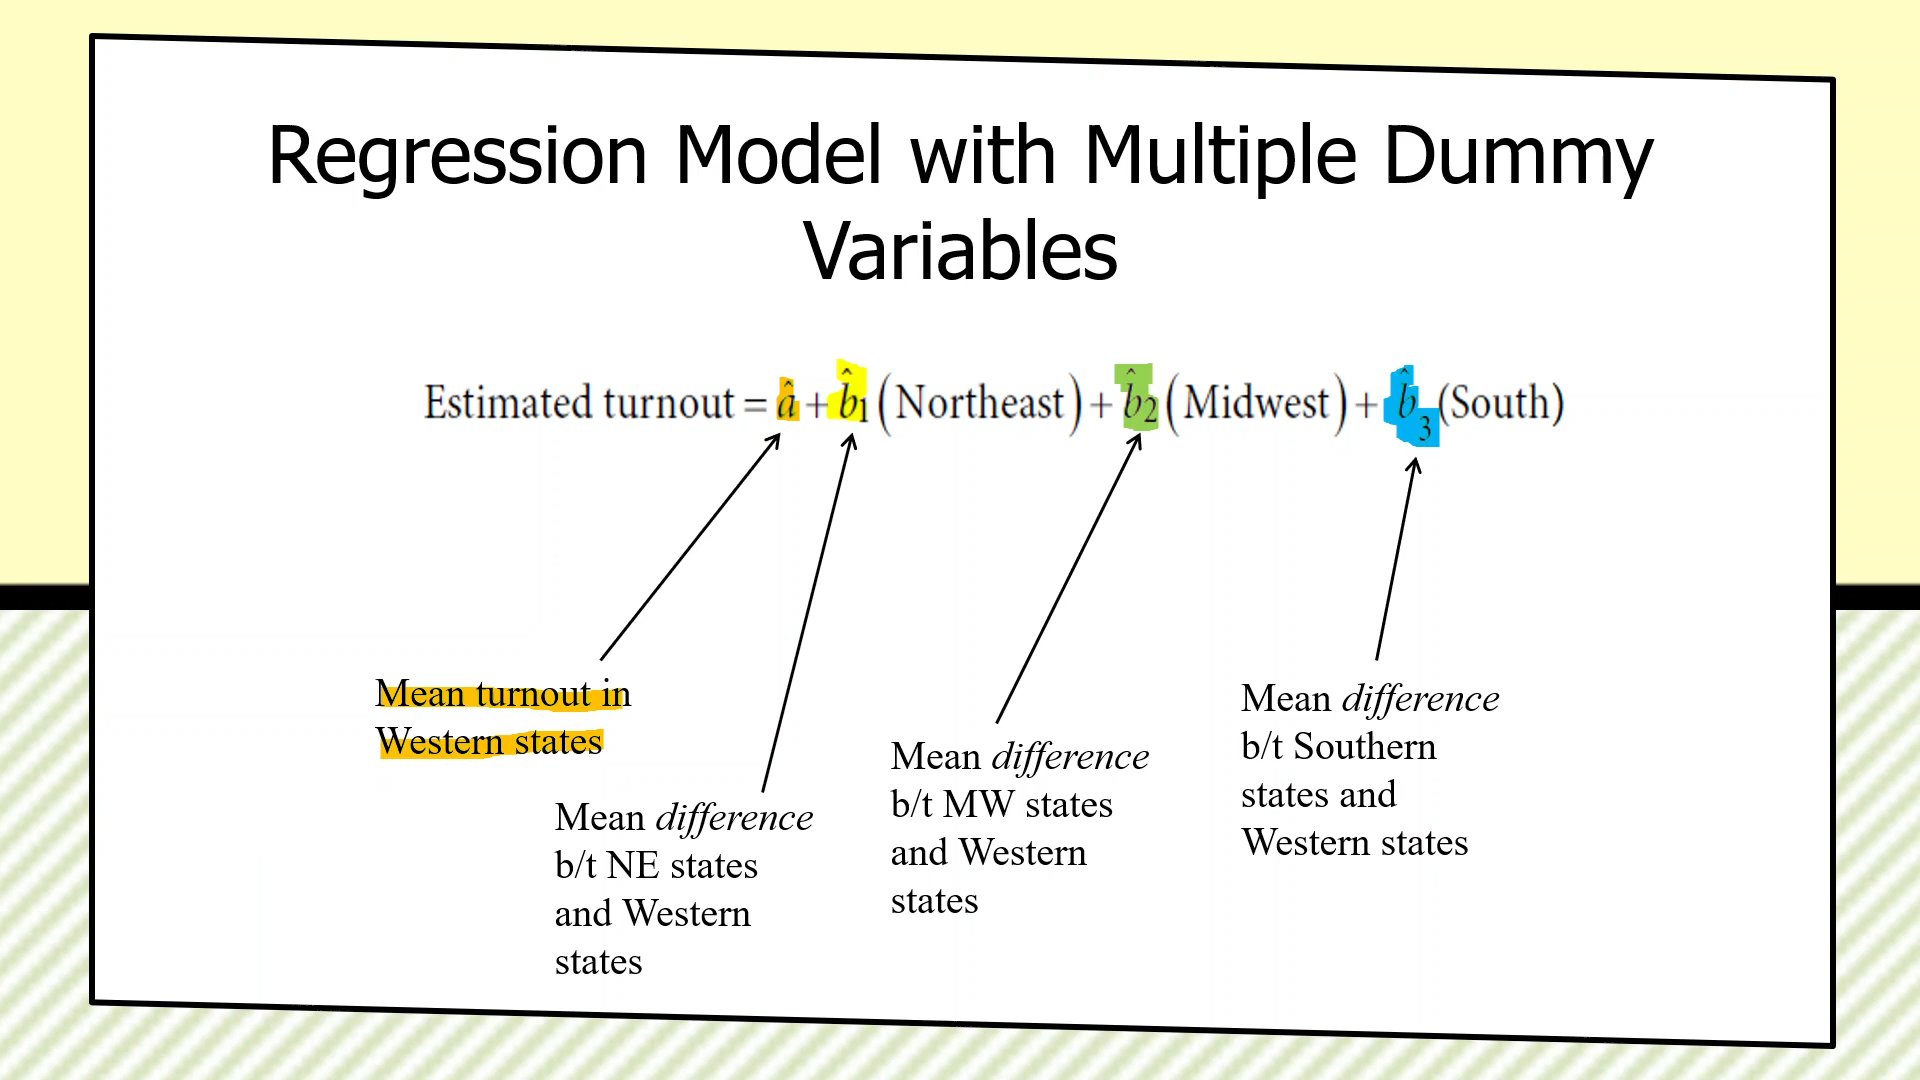 Regression Model with Multiple Dummy
Variables
Estimated turnout = â + b̂₁ (Northeast) + b̂₂ (Midwest) + b̂₃ (South)
Mean turnout in
Western states
Mean difference
b/t NE states
and Western
states
Mean difference
b/t MW states
and Western
states
Mean difference
b/t Southern
states and
Western states